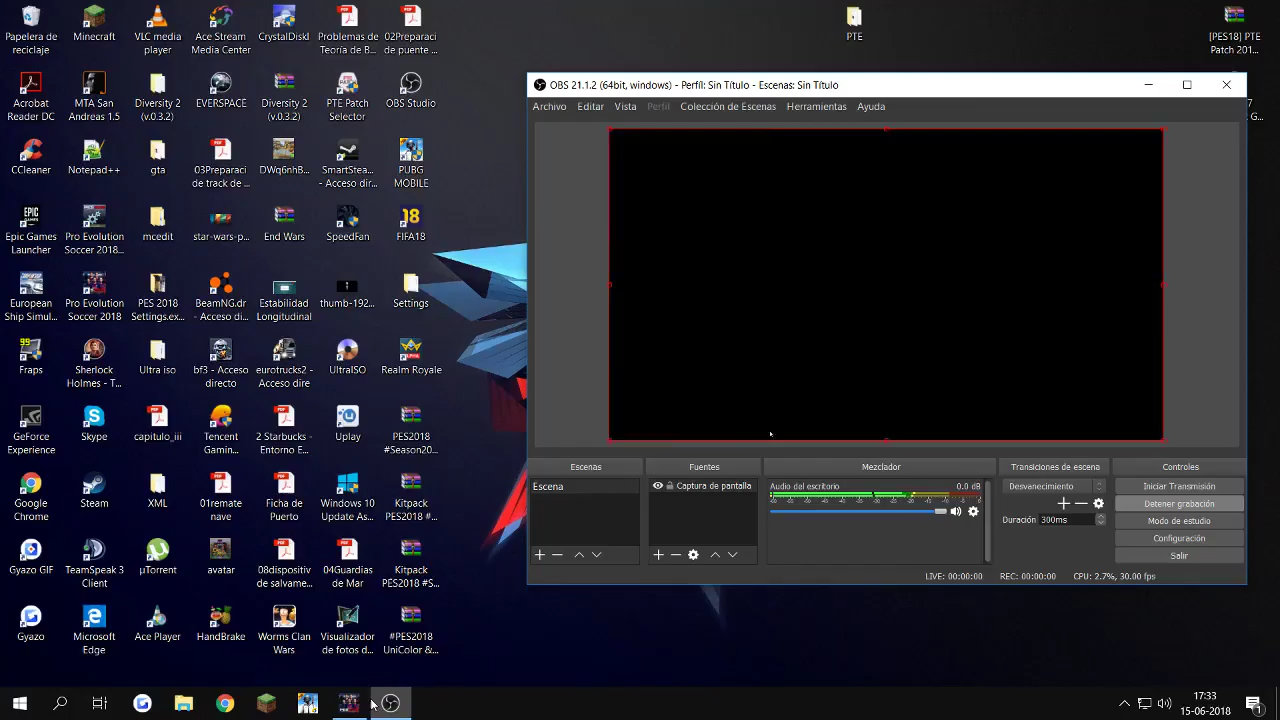 Papelera de
reciclaje
Minecraft
VLC media
player
Ace Stream
Media Center
CrystalDiskI...
Problemas de
Teoría de B...
02Preparaci
de puente ...
PTE
[PES18] PTE
Patch 201...
Acrobat
Reader DC
MTA San
Andreas 1.5
Diversity 2
(v.0.3.2)
EVERSPACE
Diversity 2
(v.0.3.2)
PTE Patch
Selector
OBS Studio
CCleaner
Notepad++
gta
03Preparaci
de track de ...
DWq6nhB...
SmartStea...
- Acceso dir...
PUBG
MOBILE
Epic Games
Launcher
Pro Evolution
Soccer 2018...
mcedit
star-wars-p...
End Wars
SpeedFan
18
FIFA18
European
Ship Simul...
Pro Evolution
Soccer 2018
PES 2018
Settings.ex...
BeamNG.dr
- Acceso di...
Estabilidad
Longitudinal
thumb-192...
Settings
99
Fraps
Sherlock
Holmes - T...
Ultra iso
bf3 - Acceso
directo
eurotrucks2
- Acceso dire
UltraISO
Realm Royale
GeForce
Experience
Skype
capitulo_iii
Tencent
Gamin...
2 Starbucks -
Entorno E...
Uplay
PES2018
#Season20...
Google
Chrome
Steam
XML
01remate
nave
Ficha de
Puerto
Windows 10
Update As...
Kitpack
PES2018 #...
Gyazo GIF
TeamSpeak 3
Client
µTorrent
avatar
08dispositiv
de salvame...
04Guardias
de Mar
Kitpack
PES2018 #S...
Gyazo
Microsoft
Edge
Ace Player
HandBrake
Worms Clan
Wars
Visualizador
de fotos d...
#PES2018
UniColor &...
OBS 21.1.2 (64bit, windows) - Perfil: Sin Título - Escenas: Sin Título
Archivo Editar Vista Perfil Colección de Escenas Herramientas Ayuda
Escenas
Fuentes
Mezclador
Transiciones de escena
Controles
Escena
Captura de pantalla
Audio del escritorio
0.0 dB
Desvanecimiento
Duración 300ms
Iniciar Transmisión
Detener grabación
Modo de estudio
Configuración
Salir
LIVE: 00:00:00 REC: 00:00:00 CPU: 2.7%, 30.00 fps
17:33
15-06-2018
1